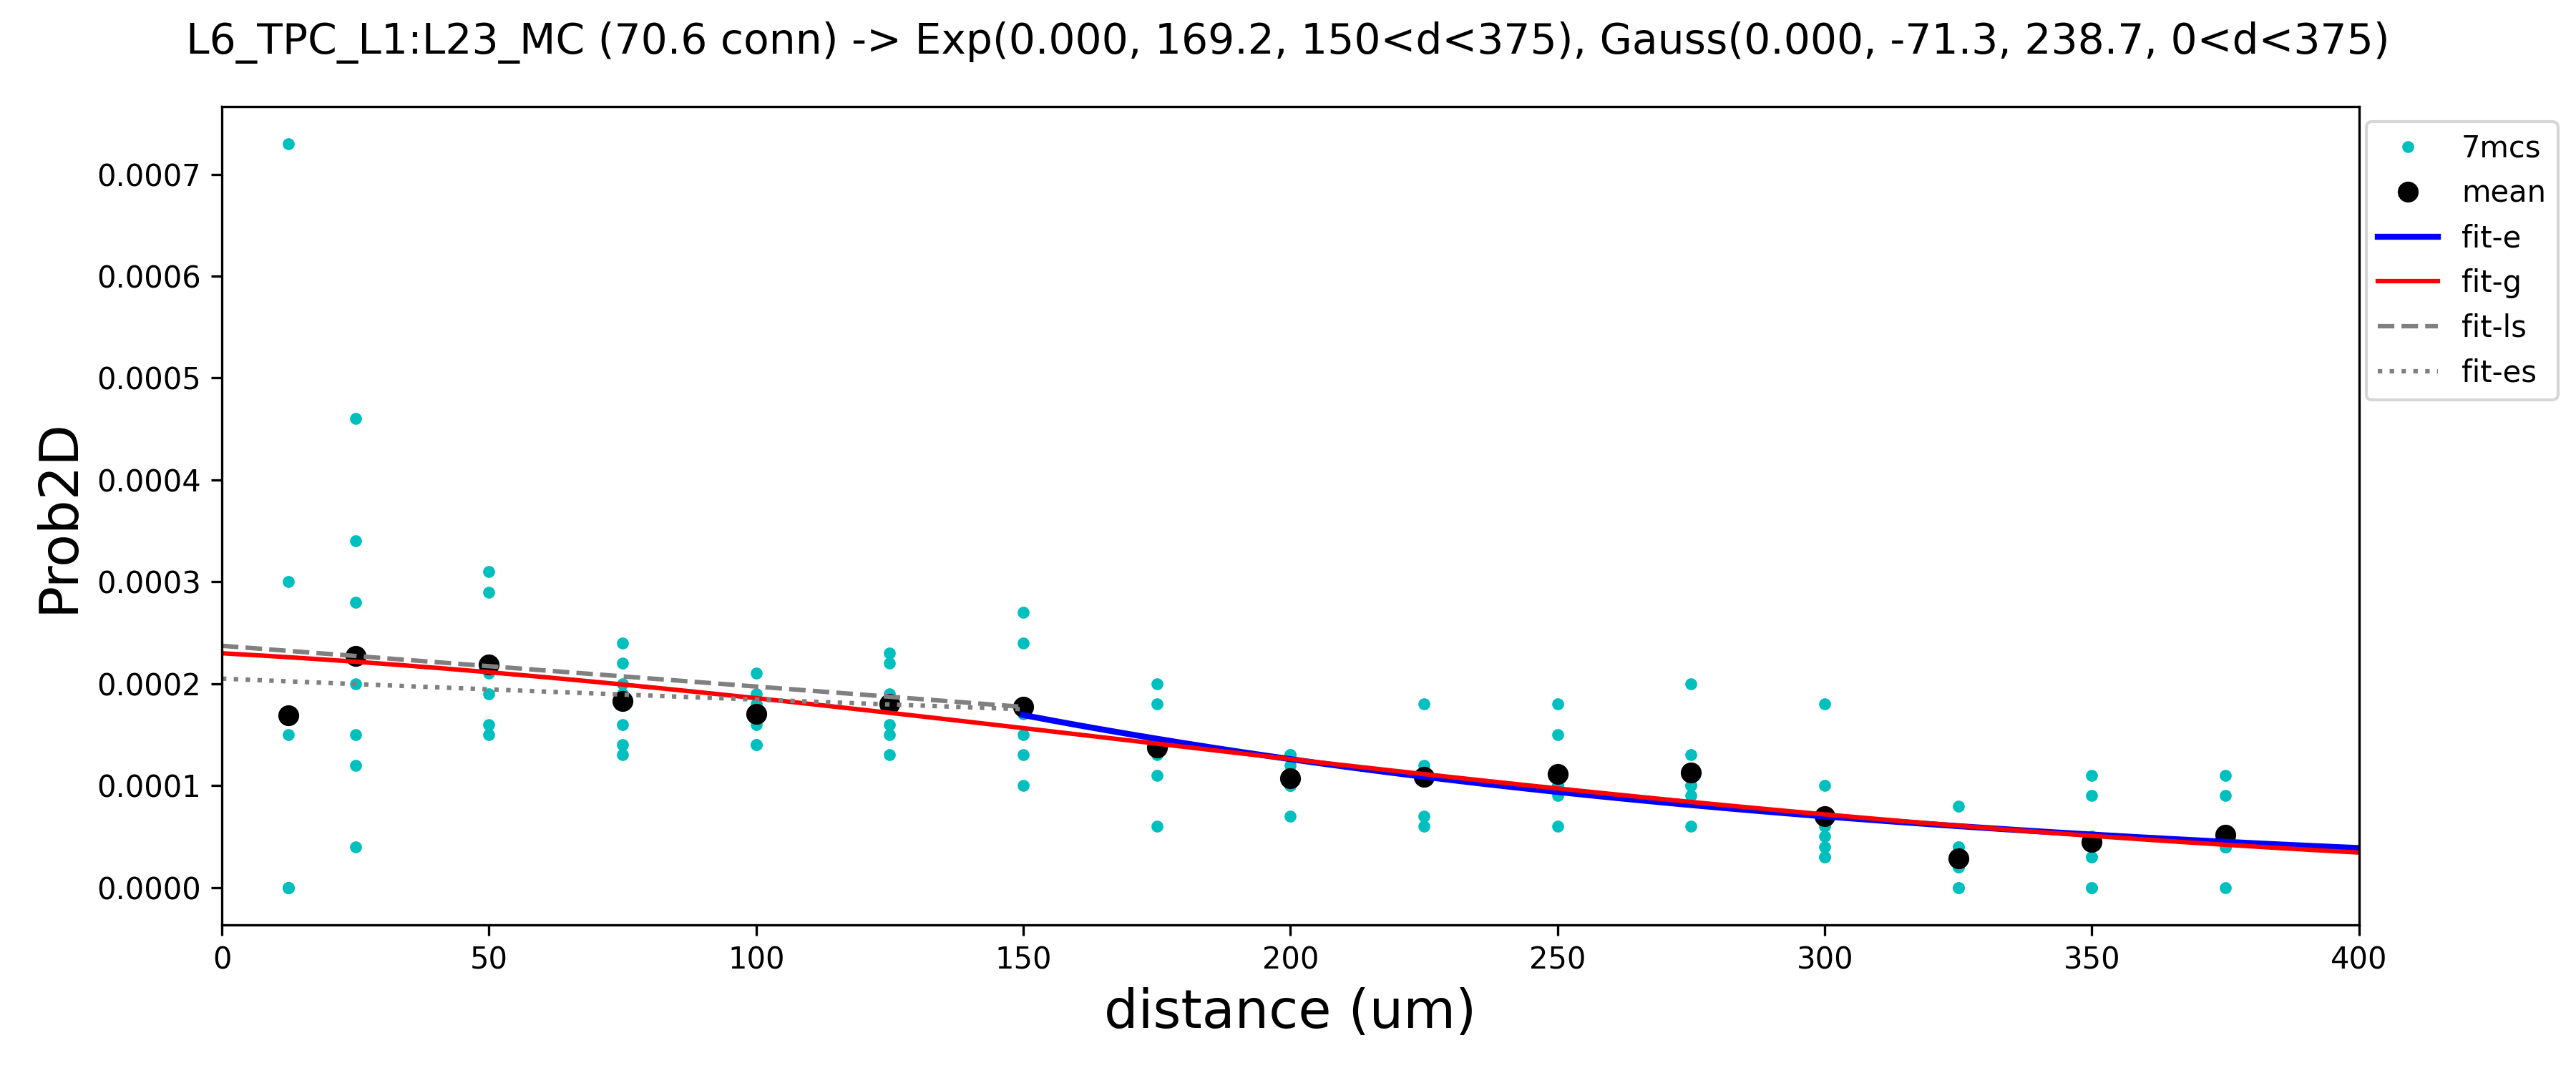 L6_TPC_L1:L23_MC (70.6 conn) -> Exp(0.000, 169.2, 150<d<375), Gauss(0.000, -71.3, 238.7, 0<d<375)
7mcs
mean
fit-e
fit-g
fit-ls
fit-es
Prob2D
0.0007
0.0006
0.0005
0.0004
0.0003
0.0002
0.0001
0.0000
0 50 100 150 200 250 300 350 400
distance (um)